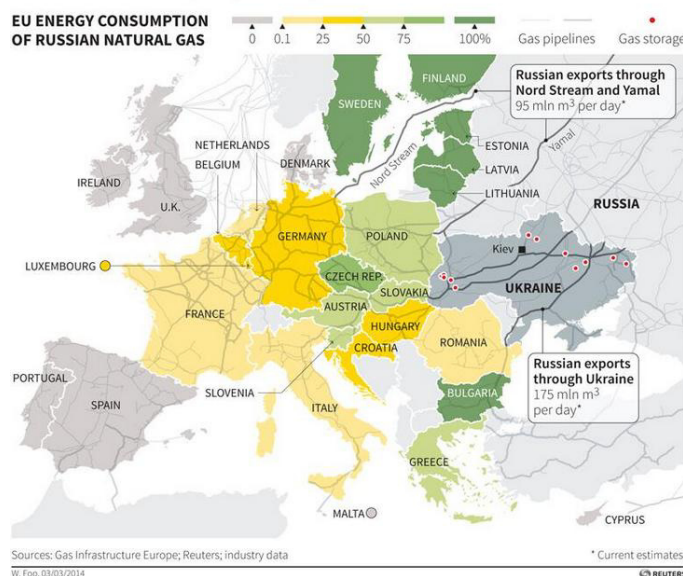 EU ENERGY CONSUMPTION
OF RUSSIAN NATURAL GAS
0 0.1 25 50 75 100%
Gas pipelines
Gas storage
FINLAND
Russian exports through
Nord Stream and Yamal
95 mln m³ per day*
SWEDEN
NETHERLANDS
BELGIUM
DENMARK
Nord Stream
ESTONIA
Yamal
LATVIA
IRELAND
LITHUANIA
U.K.
RUSSIA
GERMANY
POLAND
Kiev
LUXEMBOURG
CZECH REP.
SLOVAKIA
UKRAINE
AUSTRIA
FRANCE
HUNGARY
ROMANIA
CROATIA
Russian exports
through Ukraine
175 mln m³
per day*
PORTUGAL
SLOVENIA
BULGARIA
SPAIN
ITALY
GREECE
MALTA
CYPRUS
Sources: Gas Infrastructure Europe; Reuters; industry data
* Current estimates
W. Foo, 03/03/2014
REUTERS